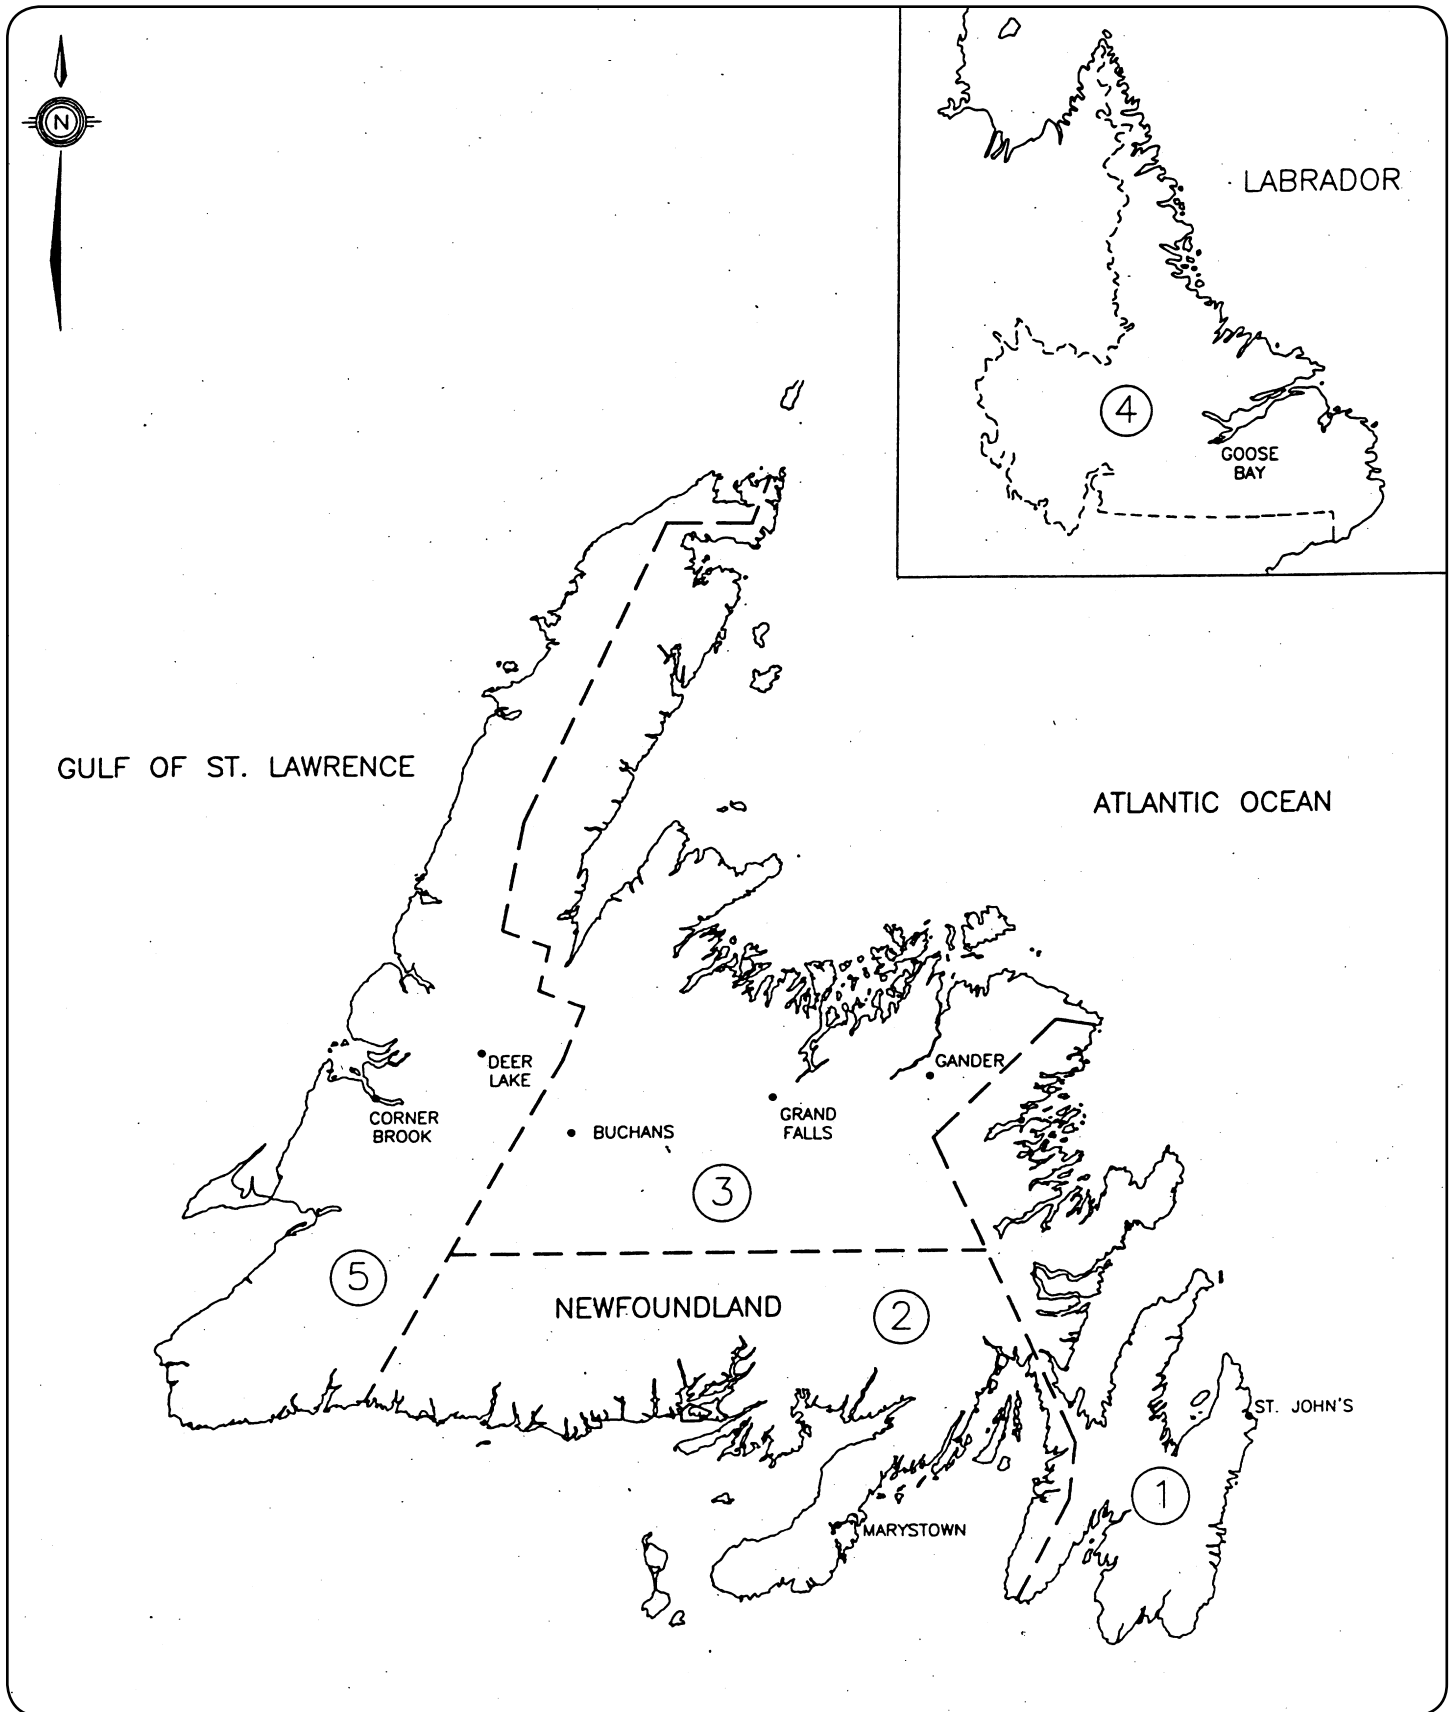 N
LABRADOR
4
GOOSE
BAY
GULF OF ST. LAWRENCE
ATLANTIC OCEAN
DEER
LAKE
GANDER
CORNER
BROOK
BUCHANS
GRAND
FALLS
3
5
NEWFOUNDLAND
2
ST. JOHN'S
1
MARYSTOWN